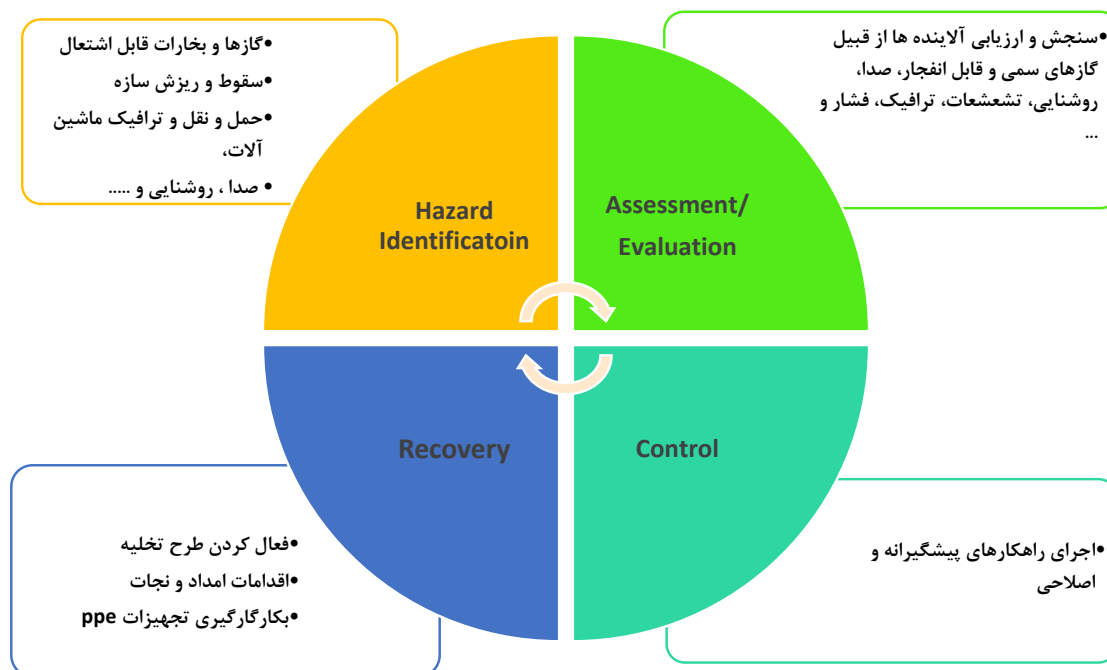 •گازها و بخارات قابل اشتعال
•سقوط و ریزش سازه
•حمل و نقل و ترافیک ماشین
آلات،
• صدا ، روشنایی و .....
•سنجش و ارزیابی آلاینده ها از قبیل
گازهای سمی و قابل انفجار، صدا،
روشنایی، تشعشعات، ترافیک، فشار و
...
Hazard
Identificatoin
Assessment/
Evaluation
Recovery
Control
•فعال کردن طرح تخلیه
•اقدامات امداد و نجات
•بکارگارگیری تجهیزات ppe
•اجرای راهکارهای پیشگیرانه و
اصلاحی